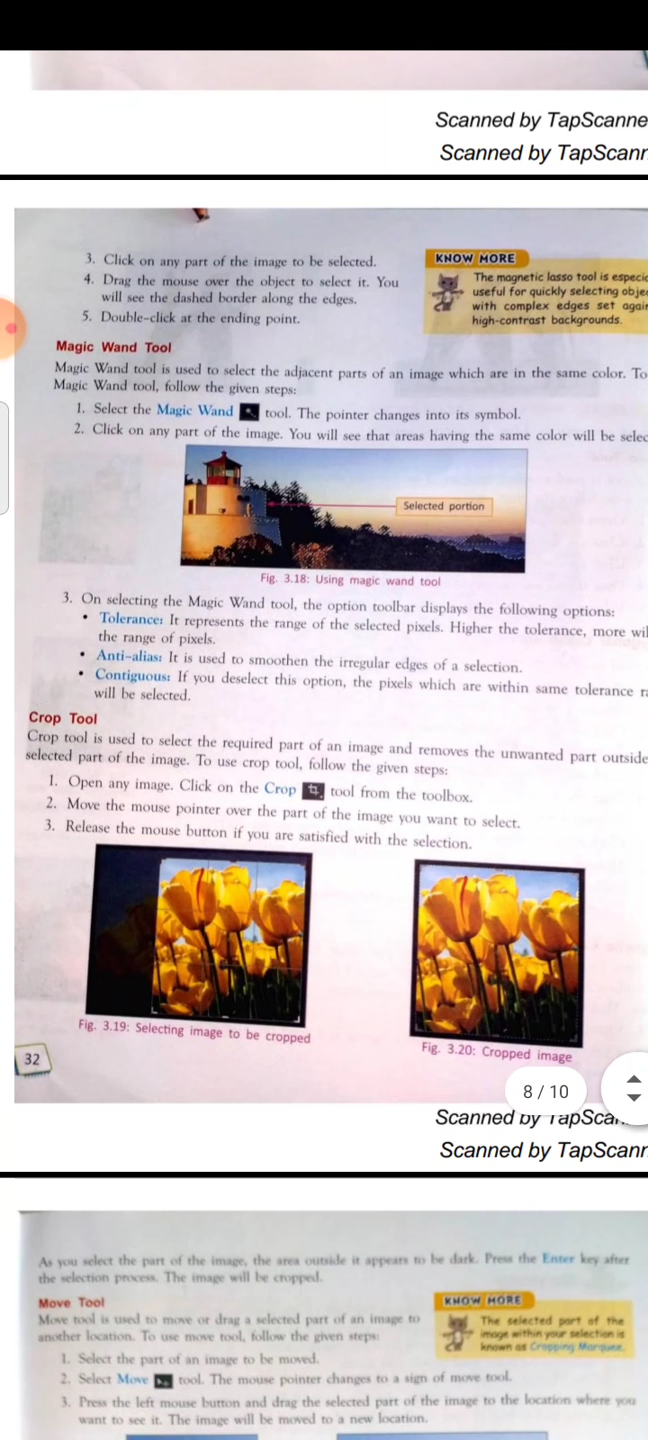 Scanned by TapScanne
Scanned by TapScanr
3. Click on any part of the image to be selected.
4. Drag the mouse over the object to select it. You
will see the dashed border along the edges.
5. Double-click at the ending point.
KNOW MORE
The magnetic lasso tool is especia
useful for quickly selecting obje
with complex edges set again
high-contrast backgrounds.
Magic Wand Tool
Magic Wand tool is used to select the adjacent parts of an image which are in the same color. To
Magic Wand tool, follow the given steps:
1. Select the Magic Wand tool. The pointer changes into its symbol.
2. Click on any part of the image. You will see that areas having the same color will be selec
Selected portion
Fig. 3.18: Using magic wand tool
3. On selecting the Magic Wand tool, the option toolbar displays the following options:
• Tolerance: It represents the range of the selected pixels. Higher the tolerance, more wil
the range of pixels.
• Anti-alias: It is used to smoothen the irregular edges of a selection.
• Contiguous: If you deselect this option, the pixels which are within same tolerance ra
will be selected.
Crop Tool
Crop tool is used to select the required part of an image and removes the unwanted part outside
selected part of the image. To use crop tool, follow the given steps:
1. Open any image. Click on the Crop tool from the toolbox.
2. Move the mouse pointer over the part of the image you want to select.
3. Release the mouse button if you are satisfied with the selection.
Fig. 3.19: Selecting image to be cropped
Fig. 3.20: Cropped image
32
8 / 10
Scanned by TapScan
Scanned by TapScanr
As you select the part of the image, the area outside it appears to be dark. Press the Enter key after
the selection process. The image will be cropped.
Move Tool
Move tool is used to move or drag a selected part of an image to
another location. To use move tool, follow the given steps:
KNOW MORE
The selected part of the
image within your selection is
known as Cropping Marquee.
1. Select the part of an image to be moved.
2. Select Move tool. The mouse pointer changes to a sign of move tool.
3. Press the left mouse button and drag the selected part of the image to the location where you
want to see it. The image will be moved to a new location.